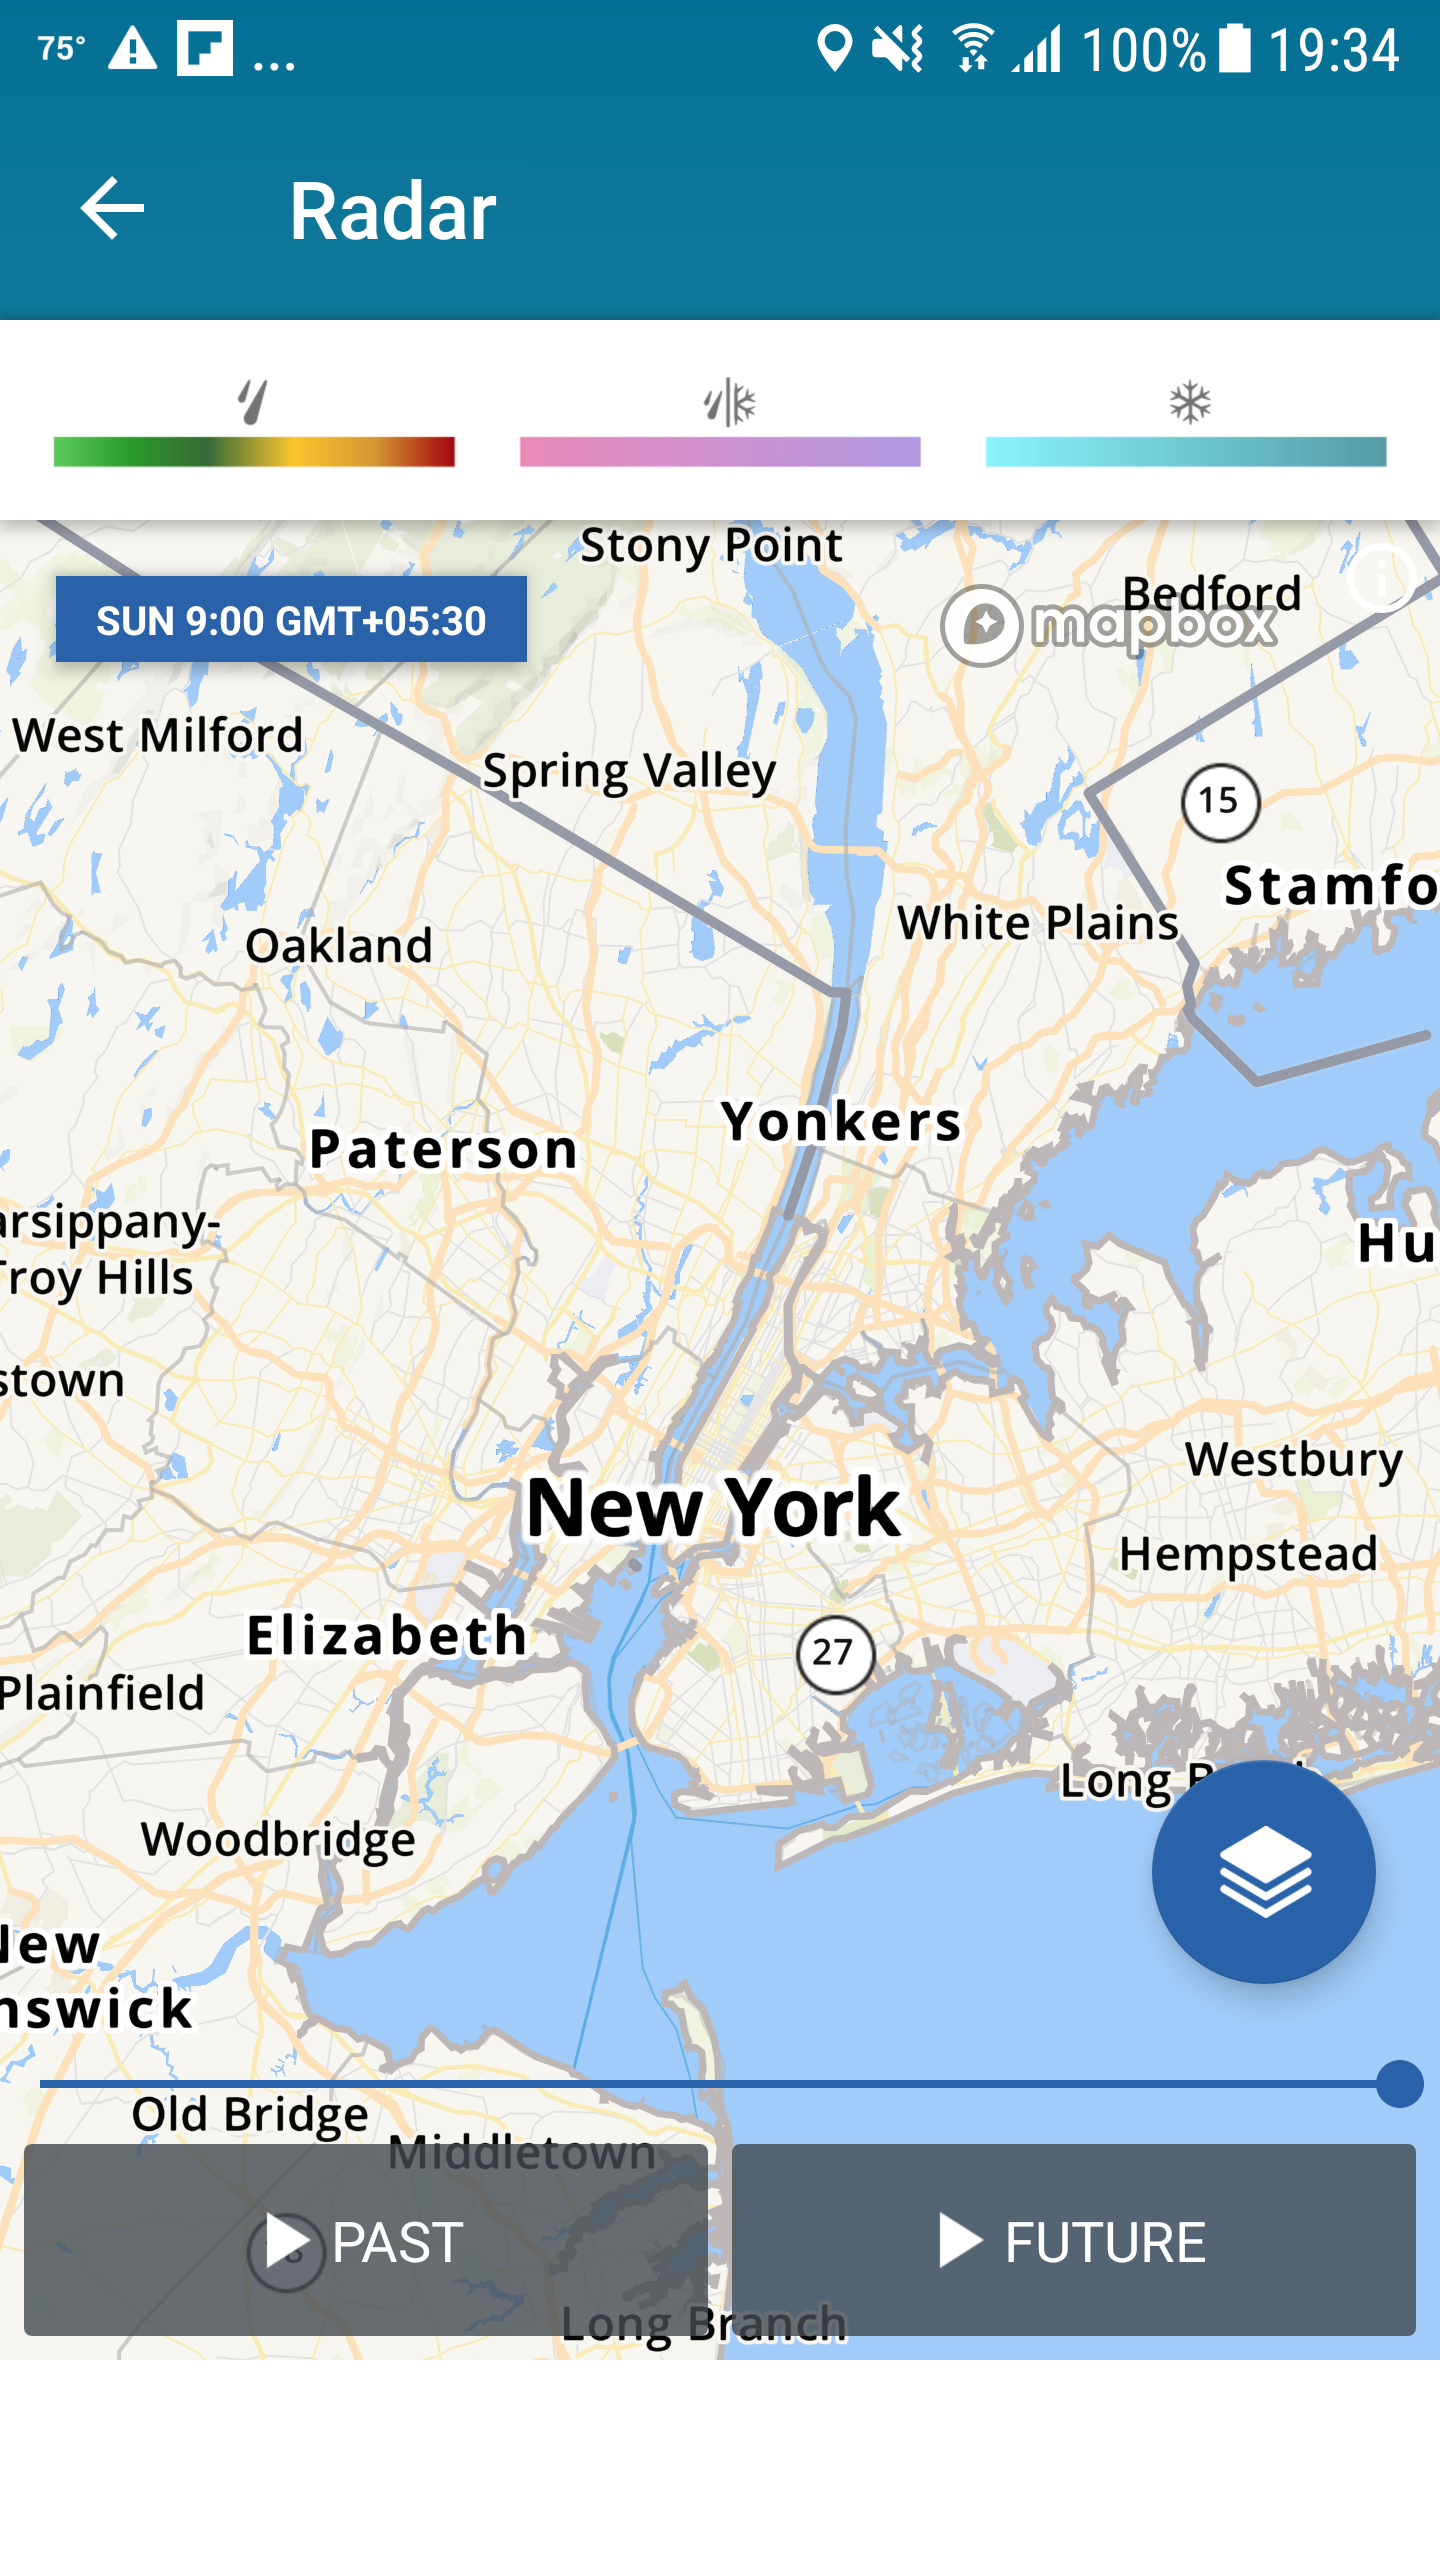 75° ... 100% 19:34
Radar
Stony Point
Bedford
SUN 9:00 GMT+05:30
mapbox
West Milford
Spring Valley
15
Stamfo
White Plains
Oakland
Yonkers
Paterson
arsippany-
Troy Hills
Hu
stown
Westbury
New York
Hempstead
Elizabeth
27
Plainfield
Long B
Woodbridge
New
nswick
Old Bridge
Middletown
PAST
FUTURE
Long Branch